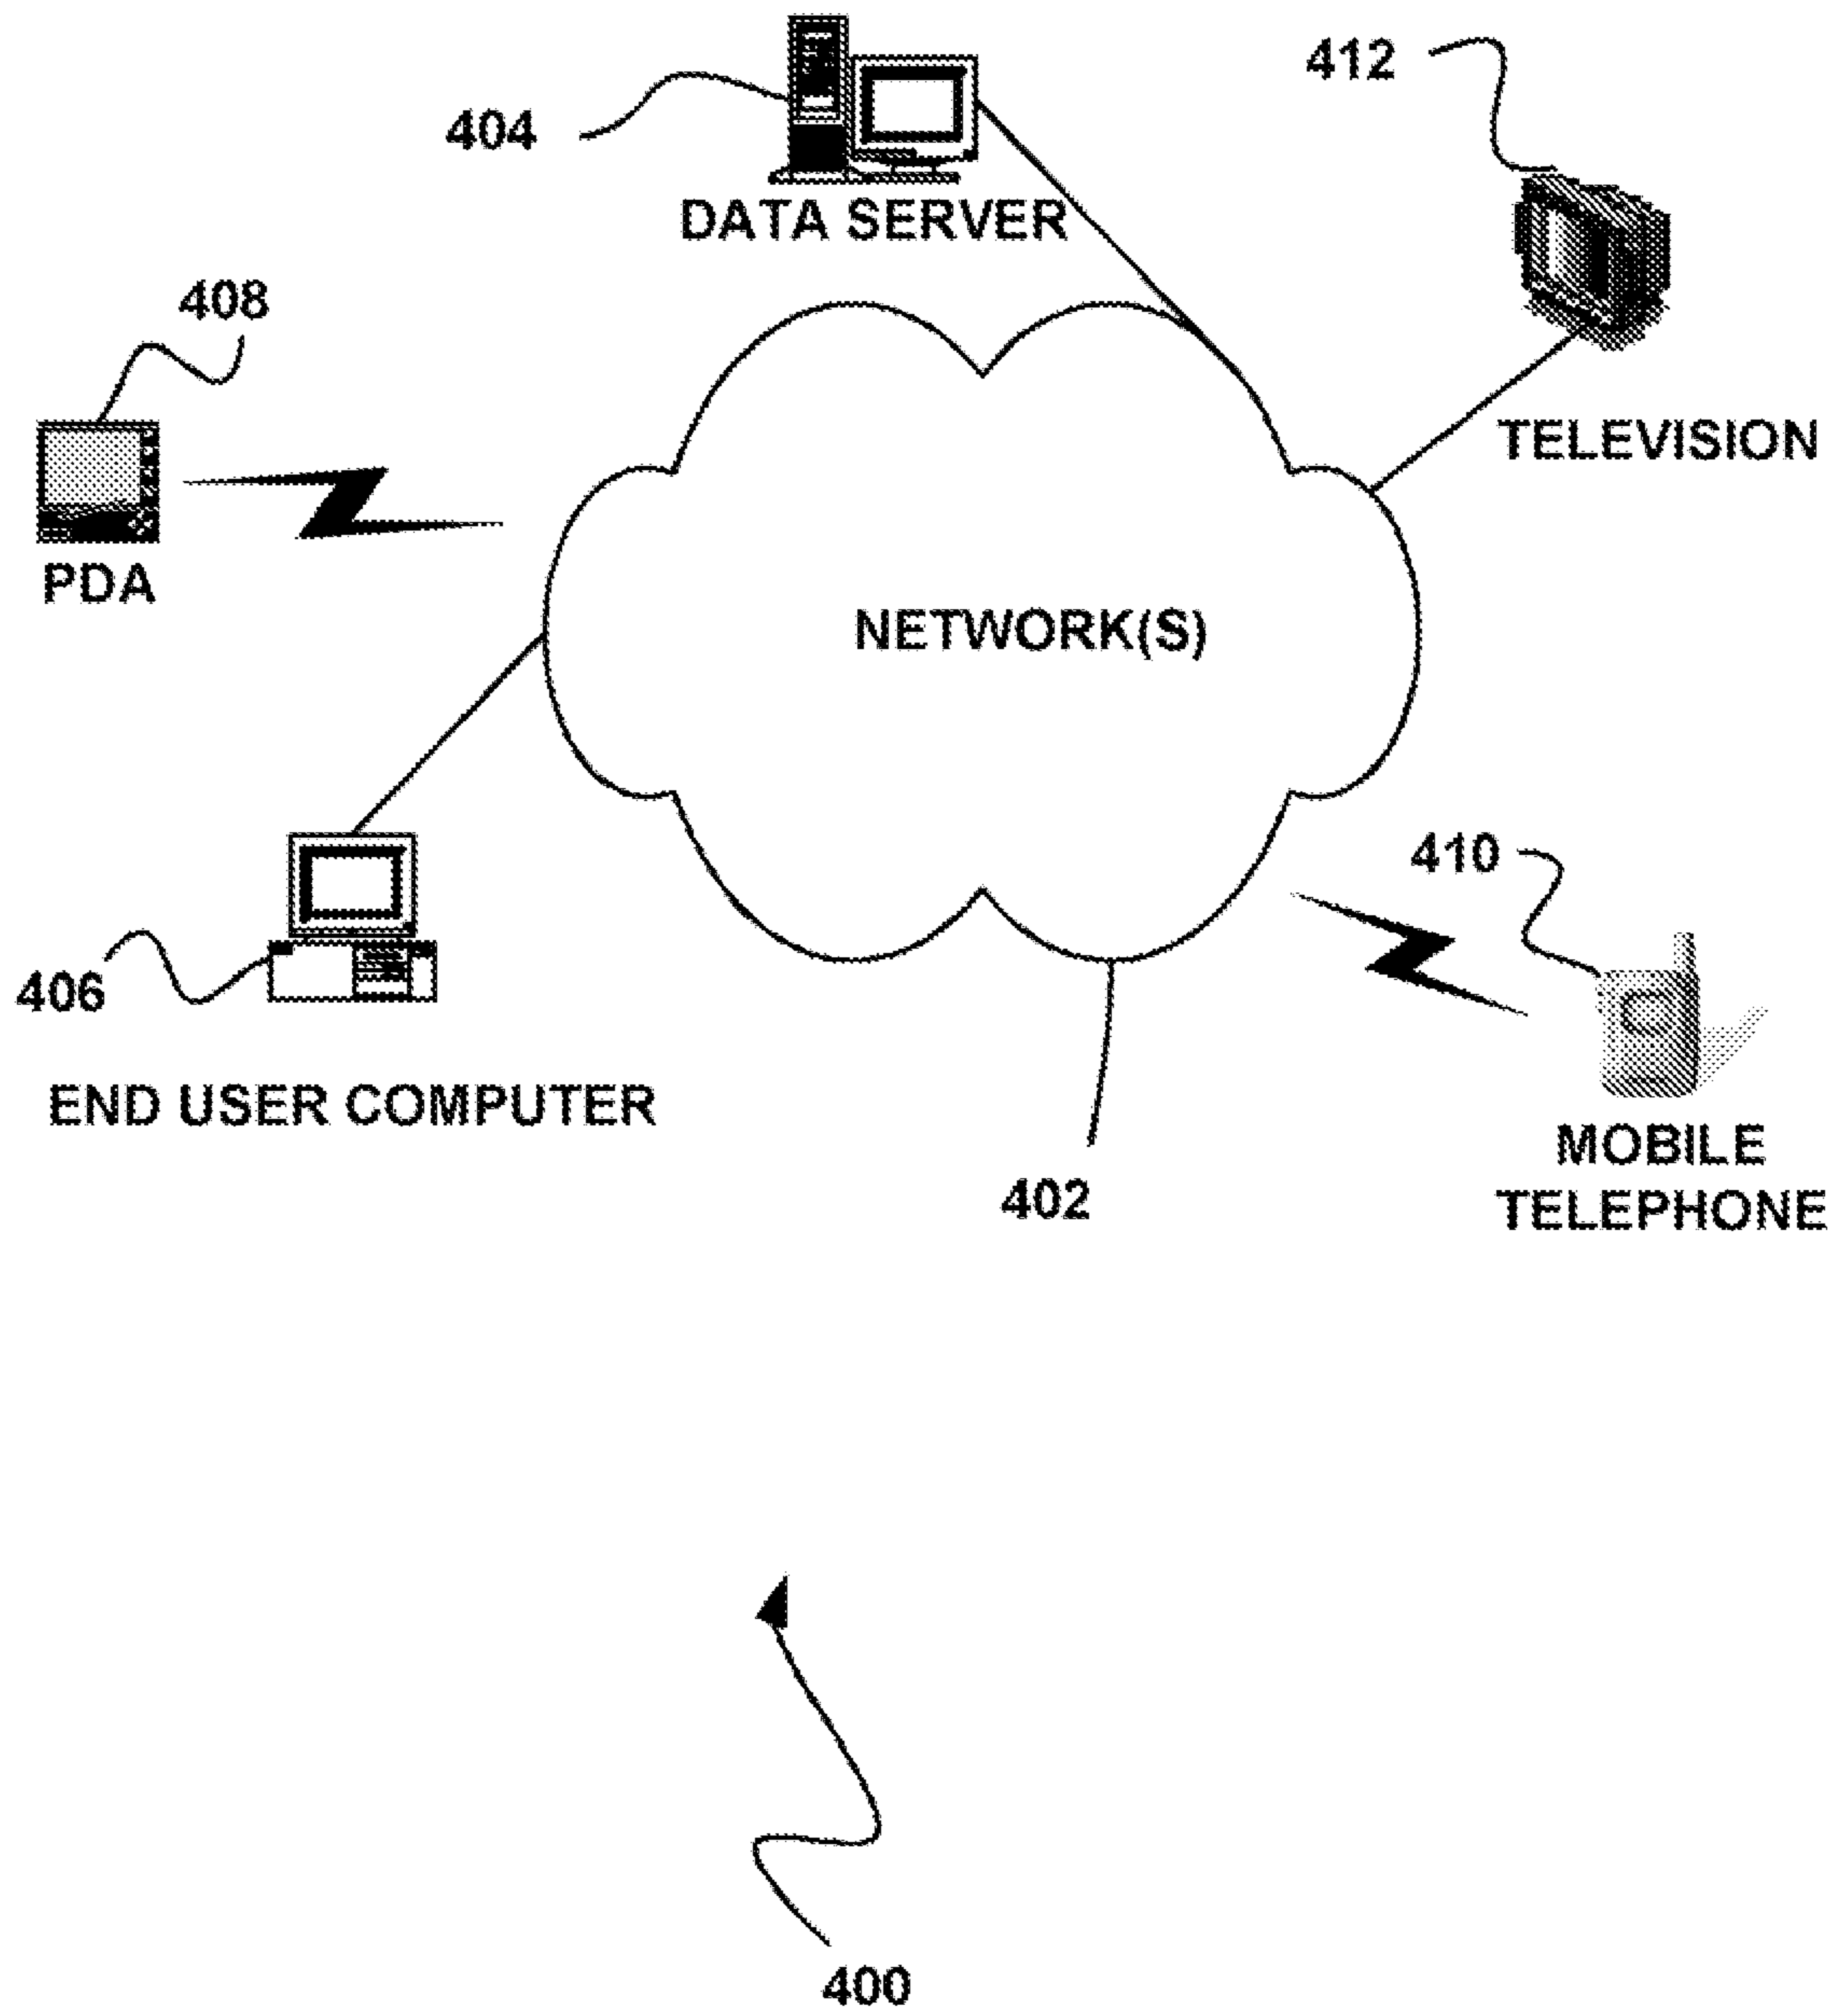 412
404
DATA SERVER
408
TELEVISION
PDA
NETWORK(S)
410
406
END USER COMPUTER
MOBILE
TELEPHONE
402
400